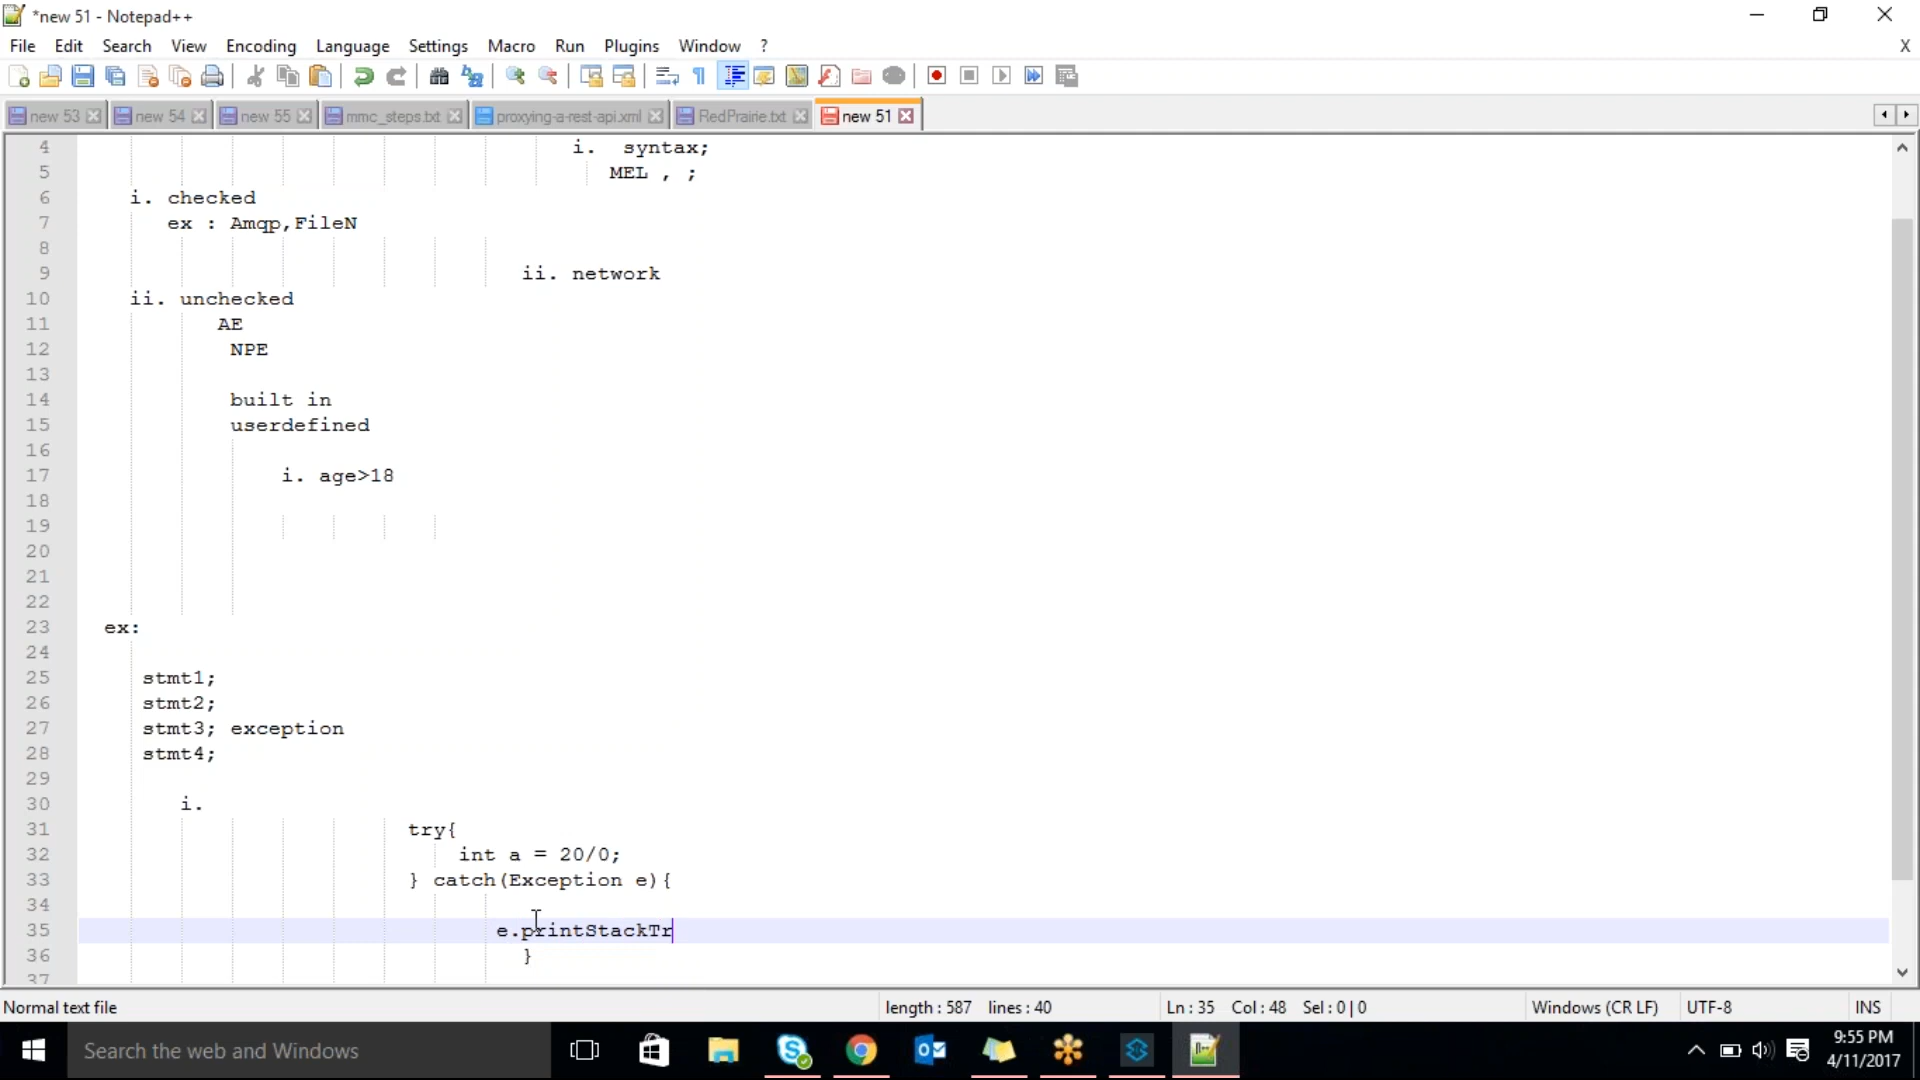 *new 51 - Notepad++
File Edit Search View Encoding Language Settings Macro Run Plugins Window ?
X
new 53 new 54 new 55 mmc_steps.txt proxying-a-rest-api.xml RedPrairie.txt new 51
4 i. syntax;
5 MEL , ;
6 i. checked
7 ex : Amqp,FileN
8
9 ii. network
10 ii. unchecked
11 AE
12 NPE
13
14 built in
15 userdefined
16
17 i. age>18
18
19
20
21
22
23 ex:
24
25 stmt1;
26 stmt2;
27 stmt3; exception
28 stmt4;
29
30 i.
31 try{
32 int a = 20/0;
33 } catch(Exception e){
34
35 e.printStackTr
36 }
37
Normal text file length : 587 lines : 40 Ln : 35 Col : 48 Sel : 0 | 0 Windows (CR LF) UTF-8 INS
Search the web and Windows
9:55 PM
4/11/2017